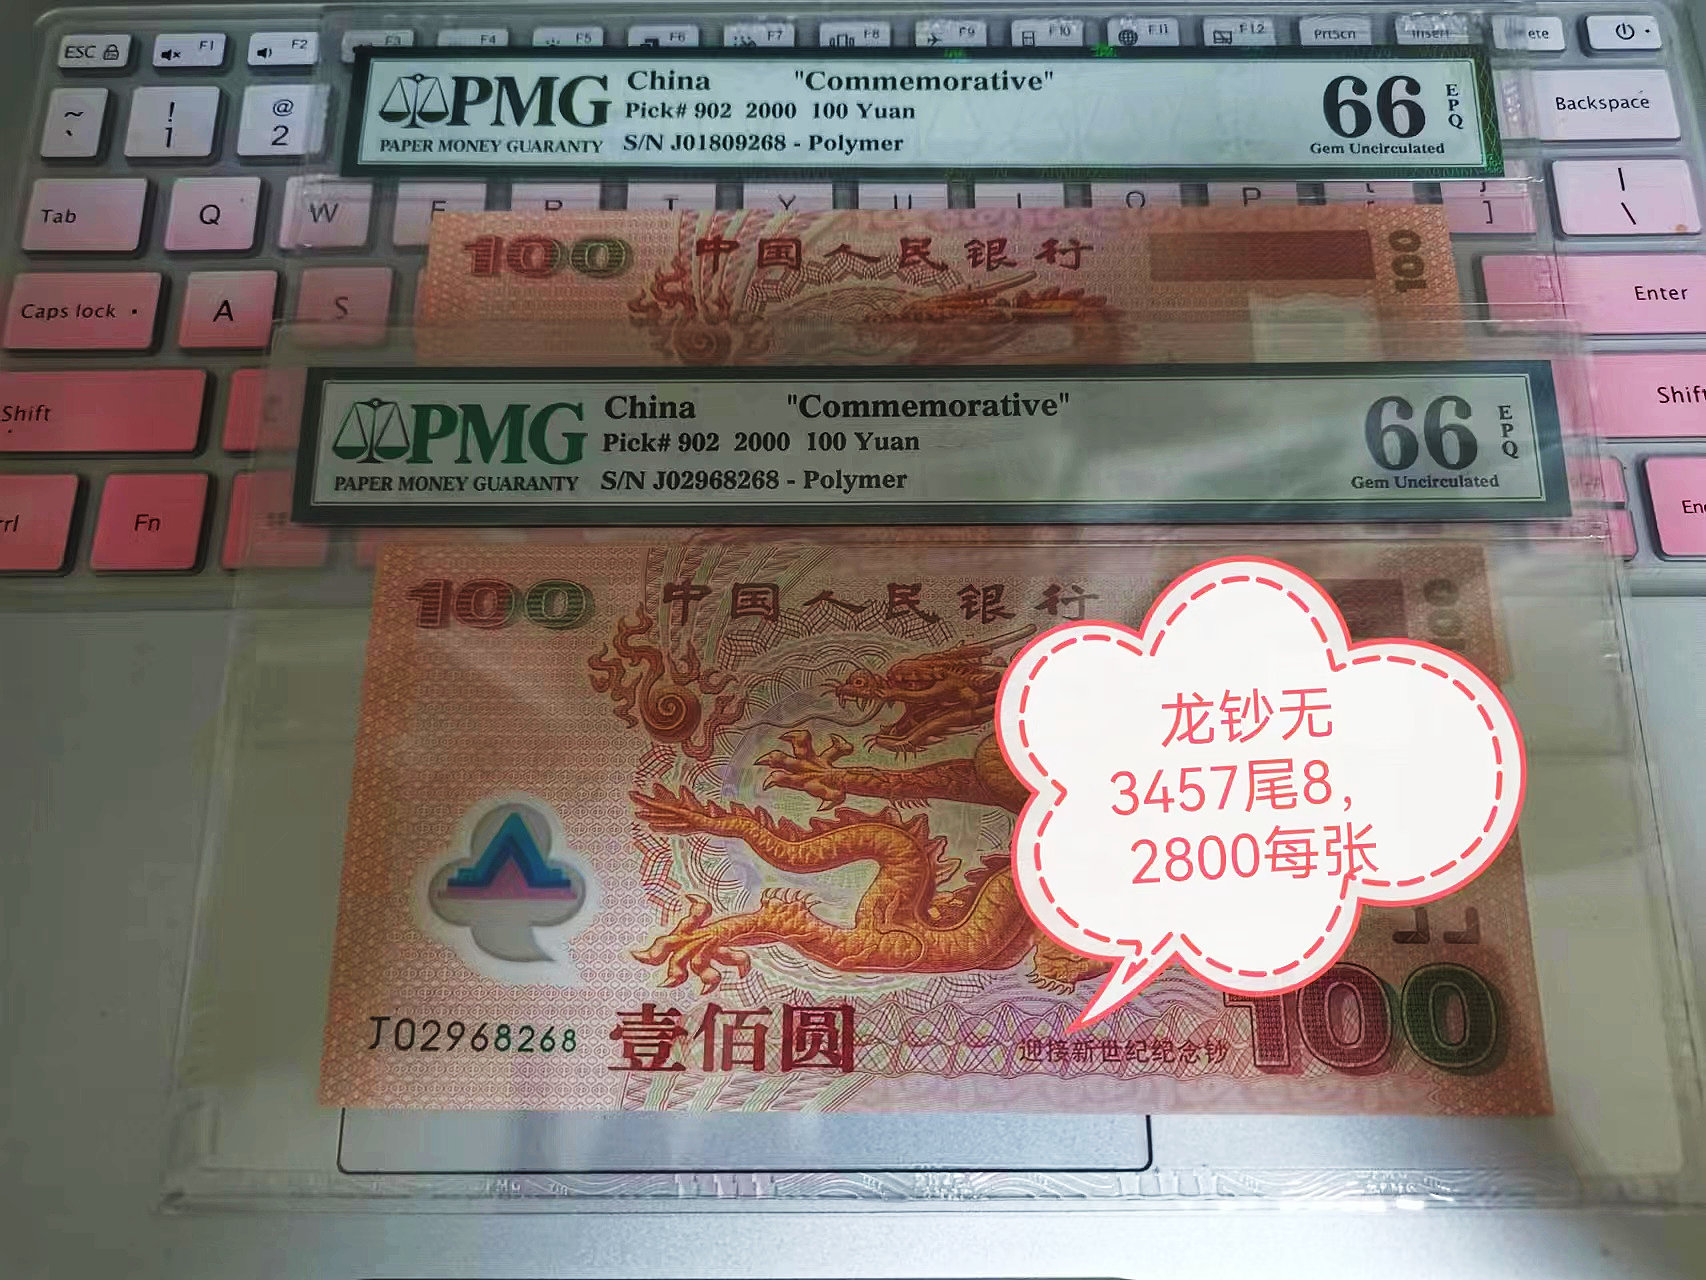 ESC F1 F2 F3 F4 F5 F6 F7 F8 F9 F10 F11 F12 PrtScn Insert
PMG
PAPER MONEY GUARANTY
China "Commemorative"
Pick# 902 2000 100 Yuan
S/N J01809268 - Polymer
66
EPQ
Gem Uncirculated
~ ` ! 1 @ 2 Backspace
Tab Q W E R T Y U I O P [ ] | \
100 中国人民银行 100
Caps lock A S Enter
PMG
PAPER MONEY GUARANTY
China "Commemorative"
Pick# 902 2000 100 Yuan
S/N J02968268 - Polymer
66
EPQ
Gem Uncirculated
Shift Shift
Fn
100 中国人民银行 100
龙钞无
3457尾8,
2800每张
J02968268 壹佰圆 迎接新世纪纪念钞 100